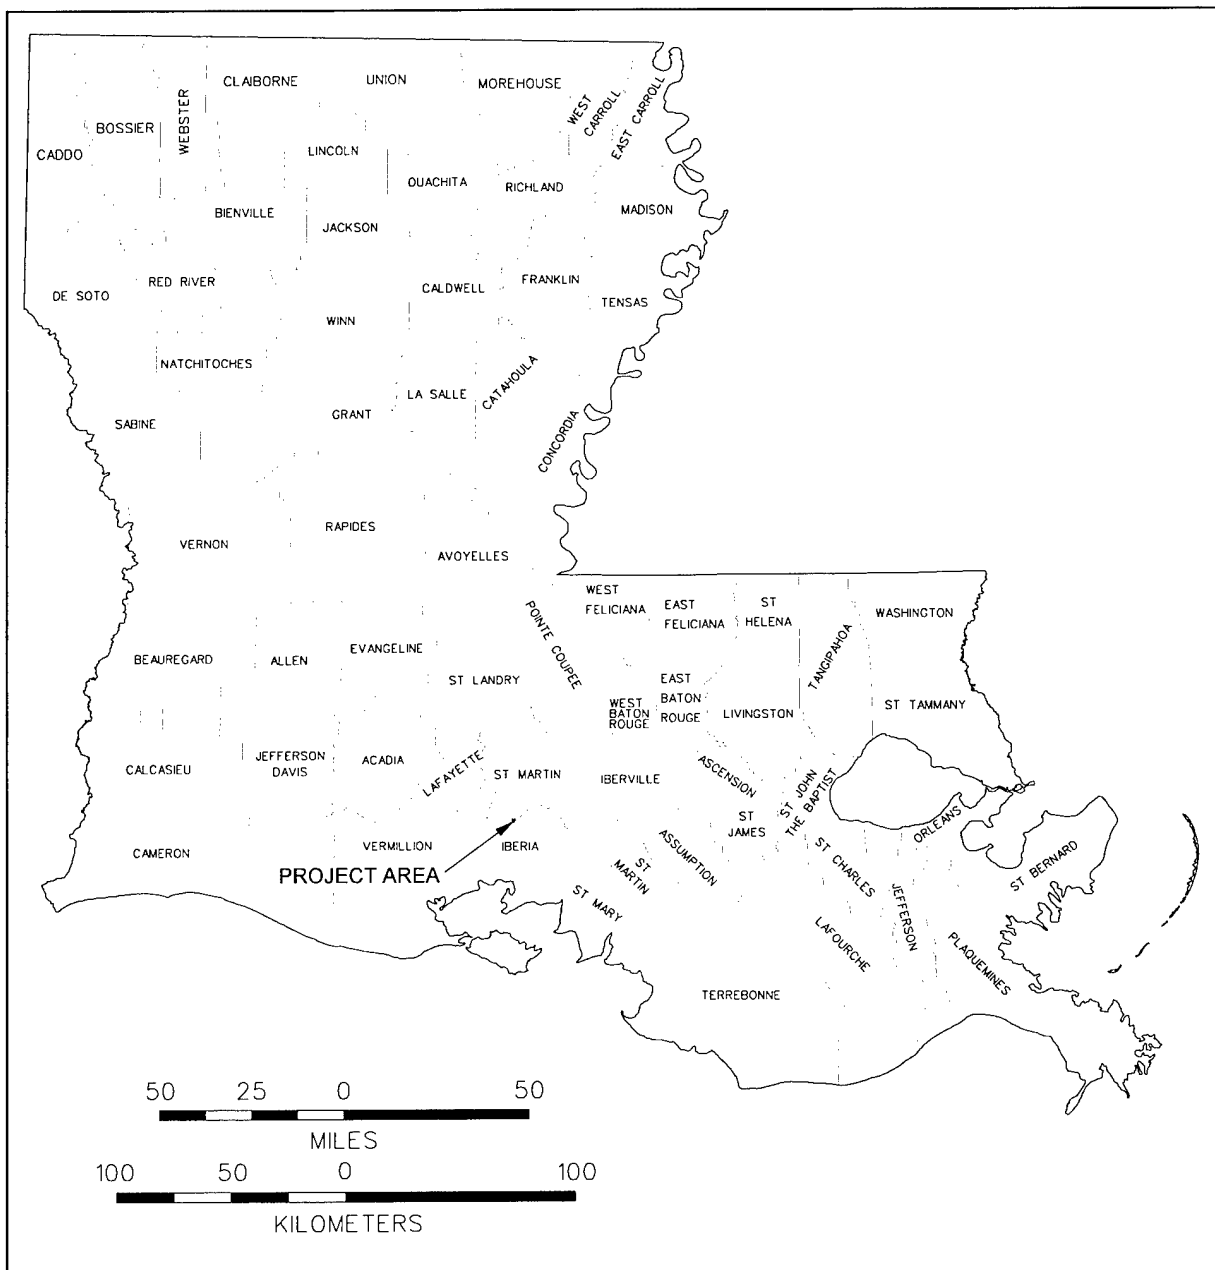 CLAIBORNE
UNION
MOREHOUSE
WEST
CARROLL
EAST CARROLL
WEBSTER
BOSSIER
CADDO
LINCOLN
OUACHITA
RICHLAND
MADISON
BIENVILLE
JACKSON
RED RIVER
DE SOTO
CALDWELL
FRANKLIN
TENSAS
WINN
NATCHITOCHES
LA SALLE
CATAHOULA
GRANT
SABINE
CONCORDIA
RAPIDES
VERNON
AVOYELLES
WEST
FELICIANA
EAST
FELICIANA
ST
HELENA
TANGIPAHOA
WASHINGTON
POINTE COUPEE
BEAUREGARD
ALLEN
EVANGELINE
ST LANDRY
WEST
BATON
ROUGE
EAST
BATON
ROUGE
LIVINGSTON
ST TAMMANY
CALCASIEU
JEFFERSON
DAVIS
ACADIA
LAFAYETTE
ST MARTIN
IBERVILLE
ASCENSION
ST JOHN
THE BAPTIST
ST
JAMES
ORLEANS
CAMERON
VERMILLION
IBERIA
PROJECT AREA
ST
MARTIN
ASSUMPTION
ST CHARLES
ST BERNARD
ST MARY
JEFFERSON
LAFOURCHE
PLAQUEMINES
TERREBONNE
50 25 0 50
MILES
100 50 0 100
KILOMETERS